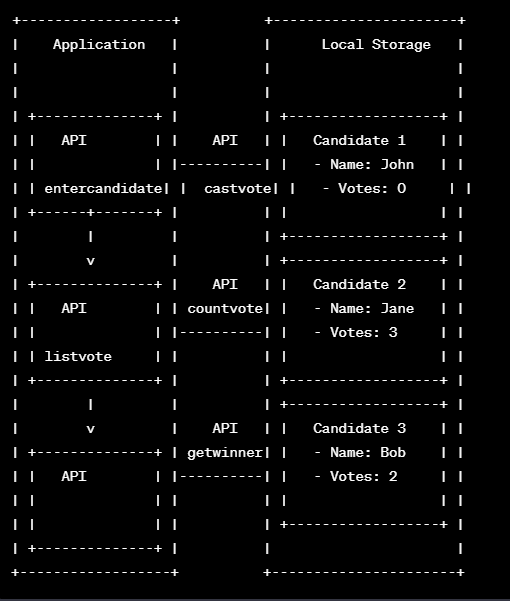 +------------------+          +---------------------+
|    Application   |          |      Local Storage   |
|                  |          |                     |
|                  |          |                     |
| +--------------+ |          | +-----------------+ |
| |   API        | |    API   | |   Candidate 1    | |
| |              | |----------| |   - Name: John   | |
| | entercandidate| |  castvote| |   - Votes: 0     | |
| +------+-------+ |          | |                  | |
|        |         |          | +-----------------+ |
|        v         |          | +-----------------+ |
| +--------------+ |    API   | |   Candidate 2    | |
| |   API        | | countvote| |   - Name: Jane   | |
| |              | |----------| |   - Votes: 3     | |
| | listvote     | |          | |                  | |
| +--------------+ |          | +-----------------+ |
|        |         |          | +-----------------+ |
|        v         |    API   | |   Candidate 3    | |
| +--------------+ | getwinner| |   - Name: Bob    | |
| |   API        | |----------| |   - Votes: 2     | |
| |              | |          | |                  | |
| |              | |          | +-----------------+ |
| +--------------+ |          |                     |
+------------------+          +---------------------+